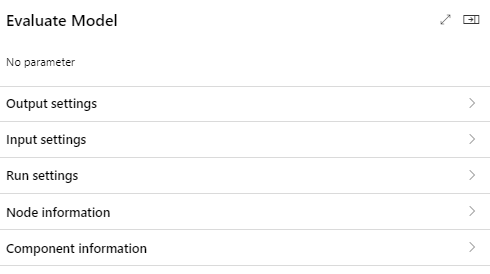 Evaluate Model
No parameter
Output settings
Input settings
Run settings
Node information
Component information